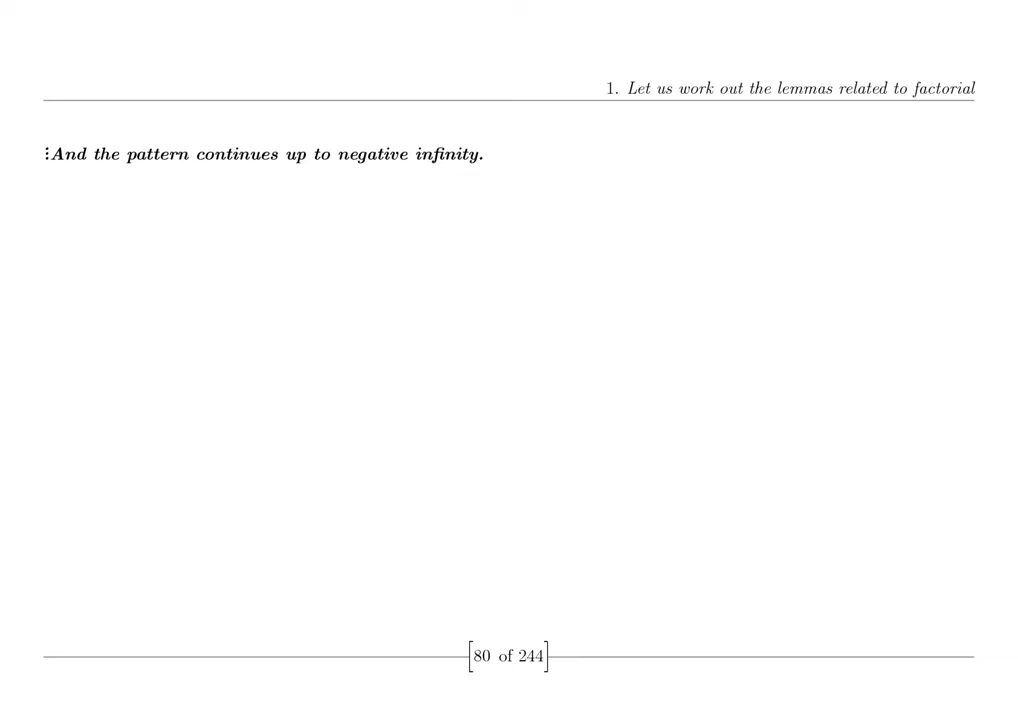 1. Let us work out the lemmas related to factorial
⋮And the pattern continues up to negative infinity.
[80 of 244]